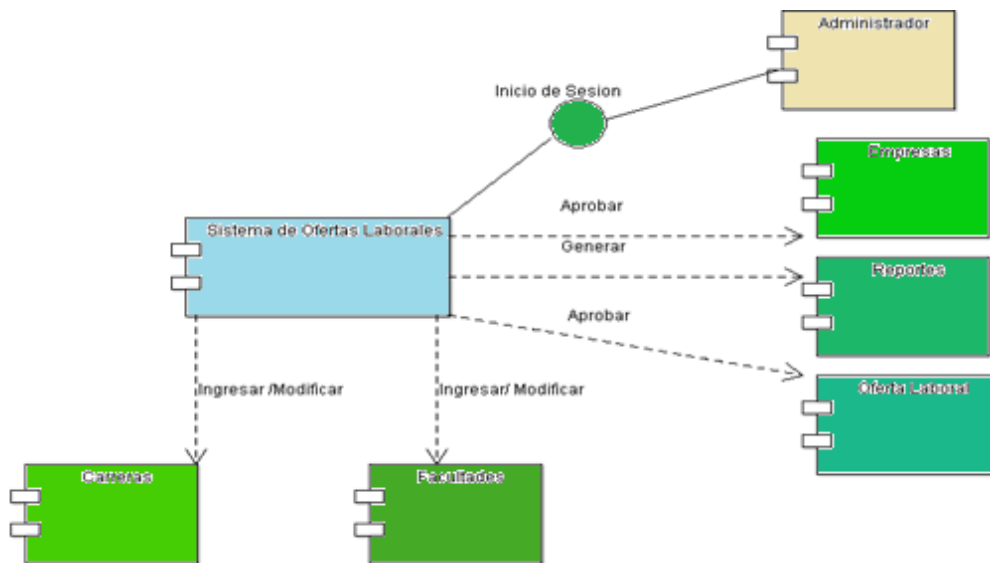 Administrador
Inicio de Sesion
Empresas
Aprobar
Sistema de Ofertas Laborales
Generar
Reportes
Aprobar
Oferta Laboral
Ingresar /Modificar
Ingresar/ Modificar
Carreras
Facultades